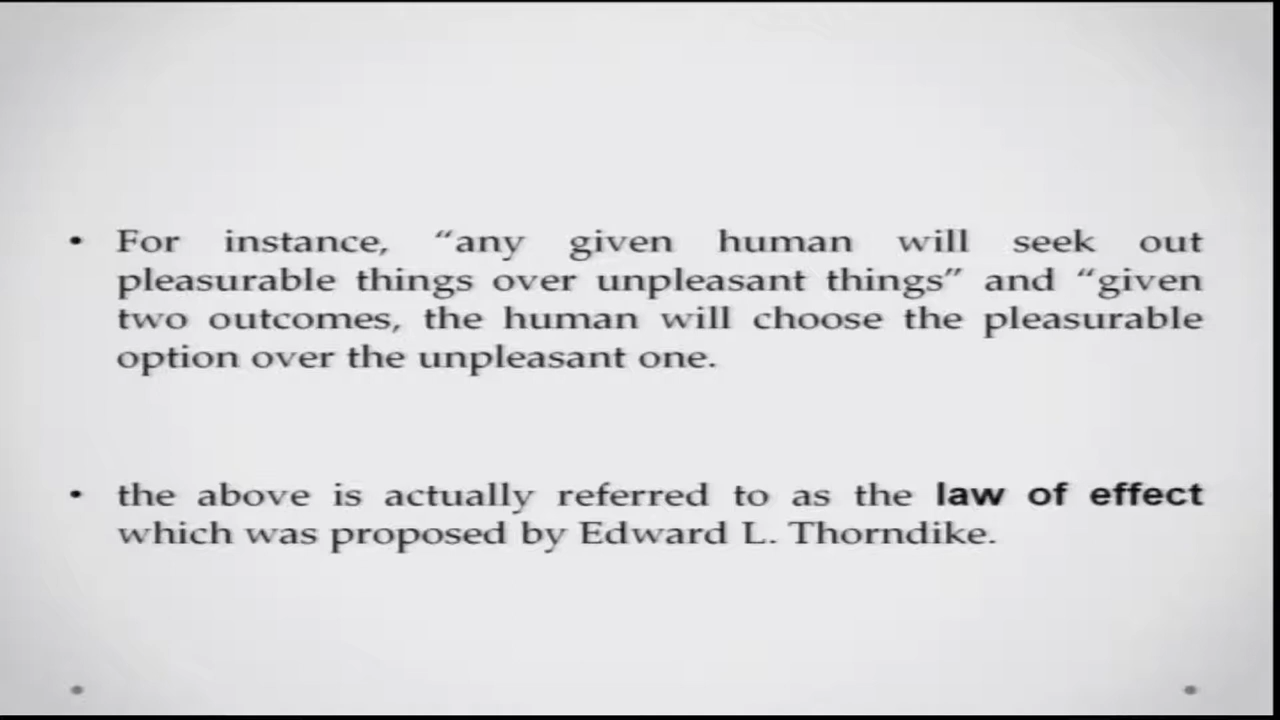 • For instance, “any given human will seek out
pleasurable things over unpleasant things” and “given
two outcomes, the human will choose the pleasurable
option over the unpleasant one.
• the above is actually referred to as the law of effect
which was proposed by Edward L. Thorndike.